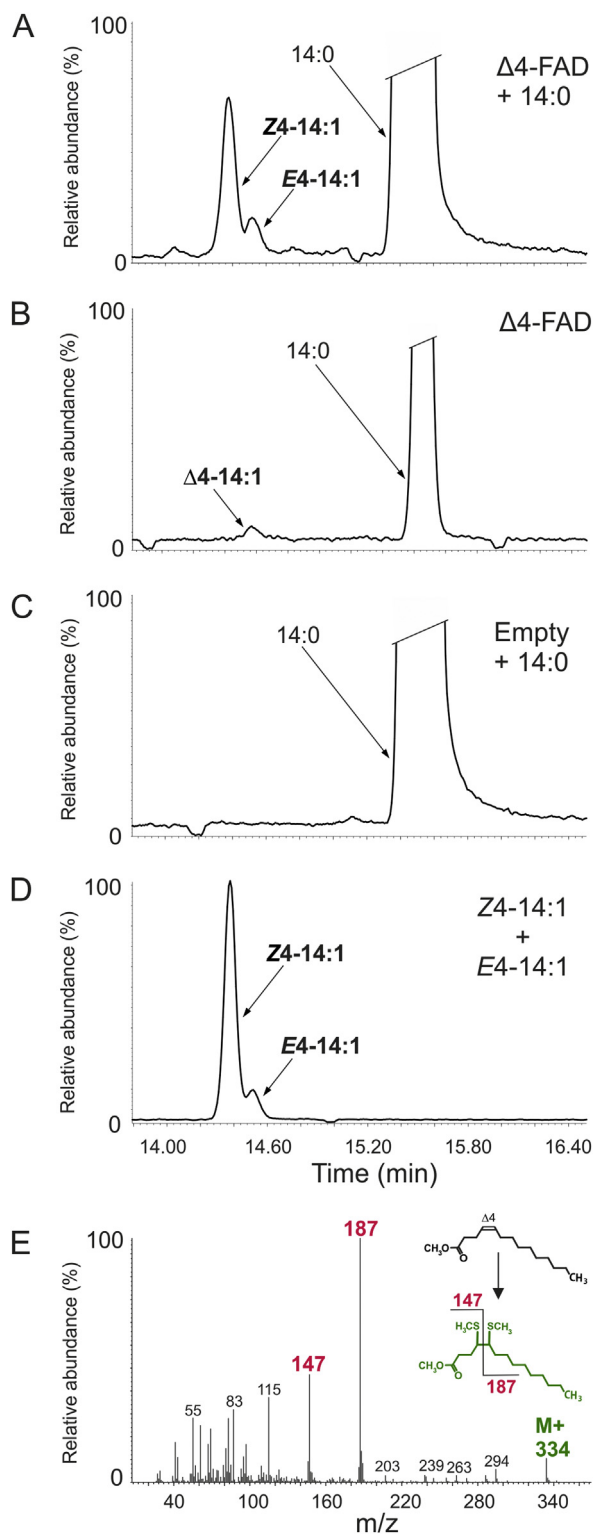 A
100
Relative abundance (%)
0
14:0
Z4-14:1
E4-14:1
Δ4-FAD
+ 14:0
B
100
Relative abundance (%)
0
14:0
Δ4-14:1
Δ4-FAD
C
100
Relative abundance (%)
0
14:0
Empty
+ 14:0
D
100
Relative abundance (%)
0
Z4-14:1
E4-14:1
Z4-14:1
+
E4-14:1
14.00 14.60 15.20 15.80 16.40
Time (min)
E
100
Relative abundance (%)
0
187
147
55
83
115
203
239
263
294
Δ4
CH₃O
O
CH₃
147
H₃CS SCH₃
CH₃O
O
187
CH₃
M+
334
40 100 160 220 280 340
m/z